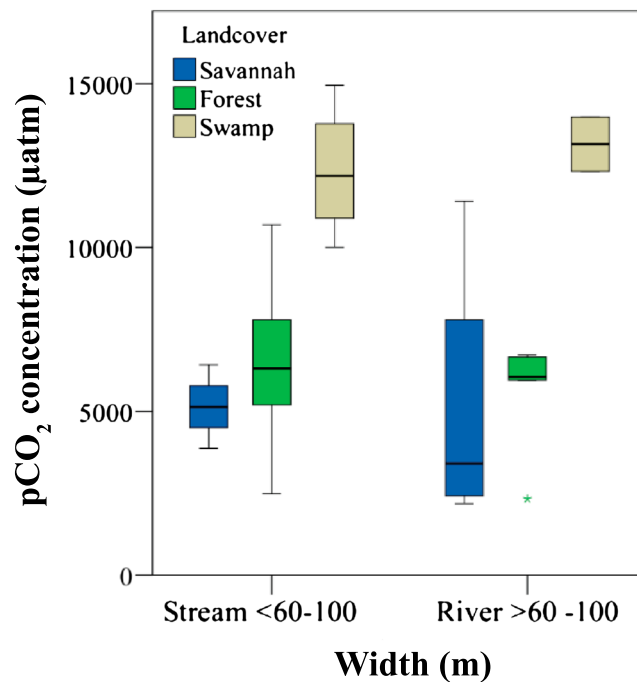 Landcover
Savannah
Forest
Swamp
15000
10000
5000
0
pCO₂ concentration (µatm)
Stream <60-100
River >60 -100
Width (m)